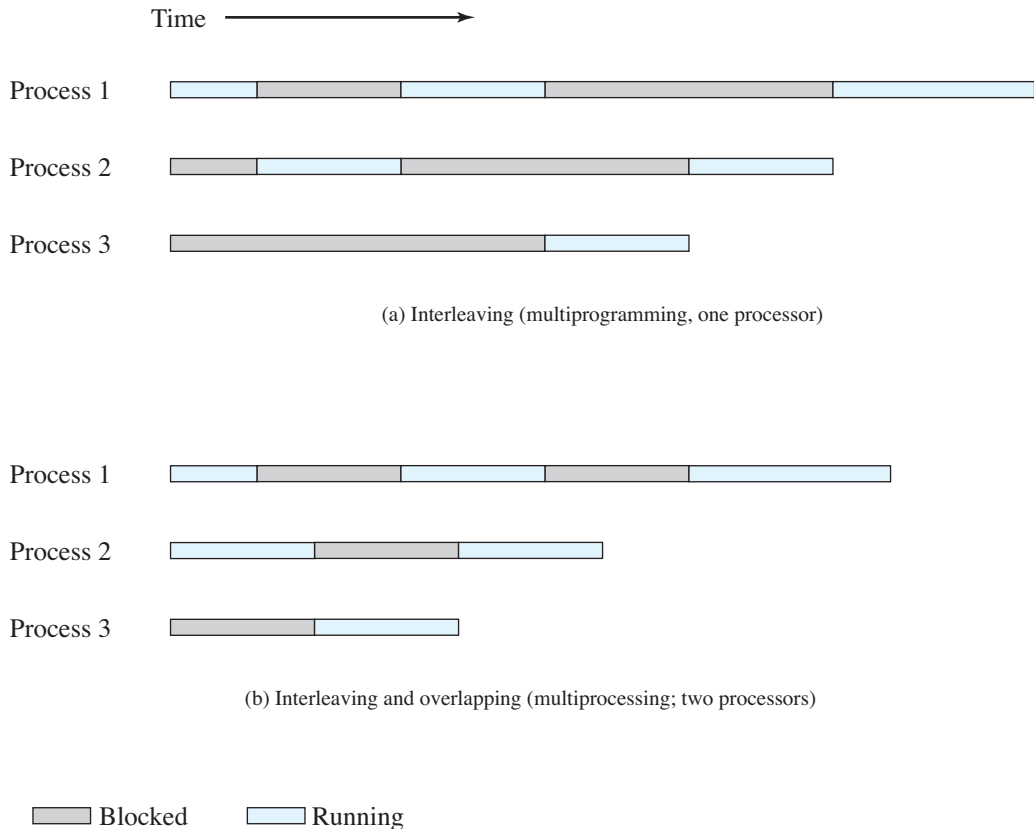 Time
Process 1
Process 2
Process 3
(a) Interleaving (multiprogramming, one processor)
Process 1
Process 2
Process 3
(b) Interleaving and overlapping (multiprocessing; two processors)
Blocked Running